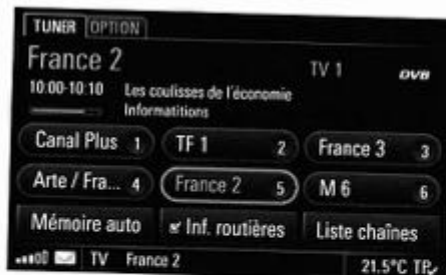 TUNER OPTION
France 2 TV 1 DVB
10:00-10:10 Les coulisses de l'économie
Informatitions
Canal Plus 1 TF 1 2 France 3 3
Arte / Fra... 4 France 2 5 M 6 6
Mémoire auto Inf. routières Liste chaînes
TV France 2 21.5°C TP